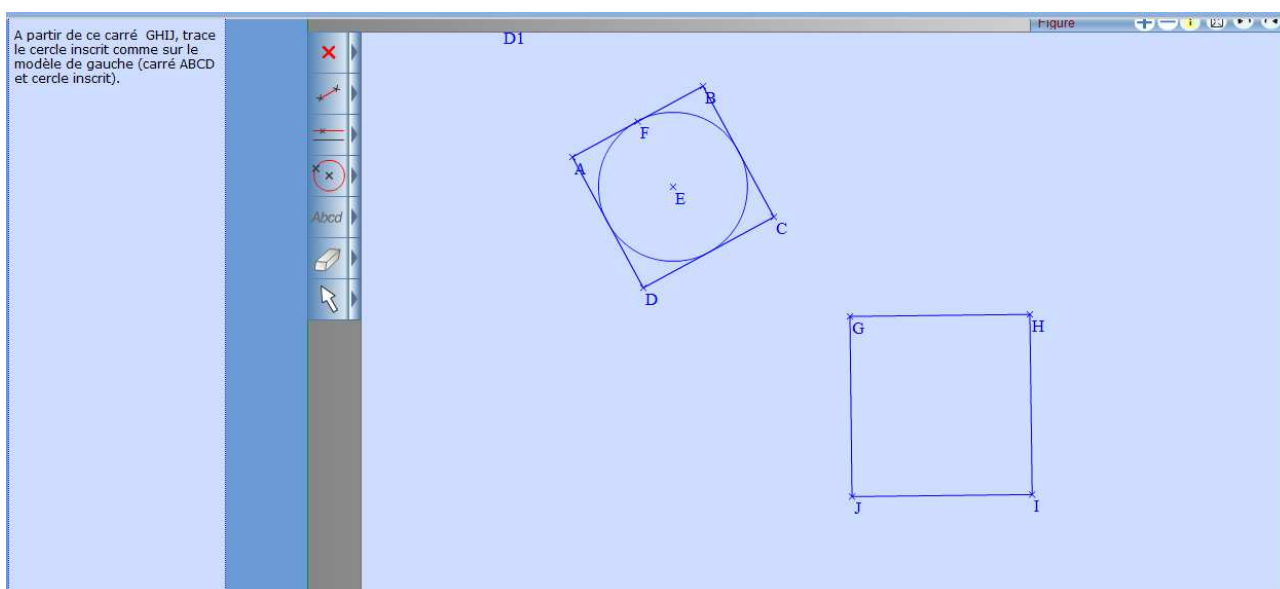 A partir de ce carré GHIJ, trace
le cercle inscrit comme sur le
modèle de gauche (carré ABCD
et cercle inscrit).
Figure
D1
Abcd
B
F
A
E
C
D
G
H
J
I